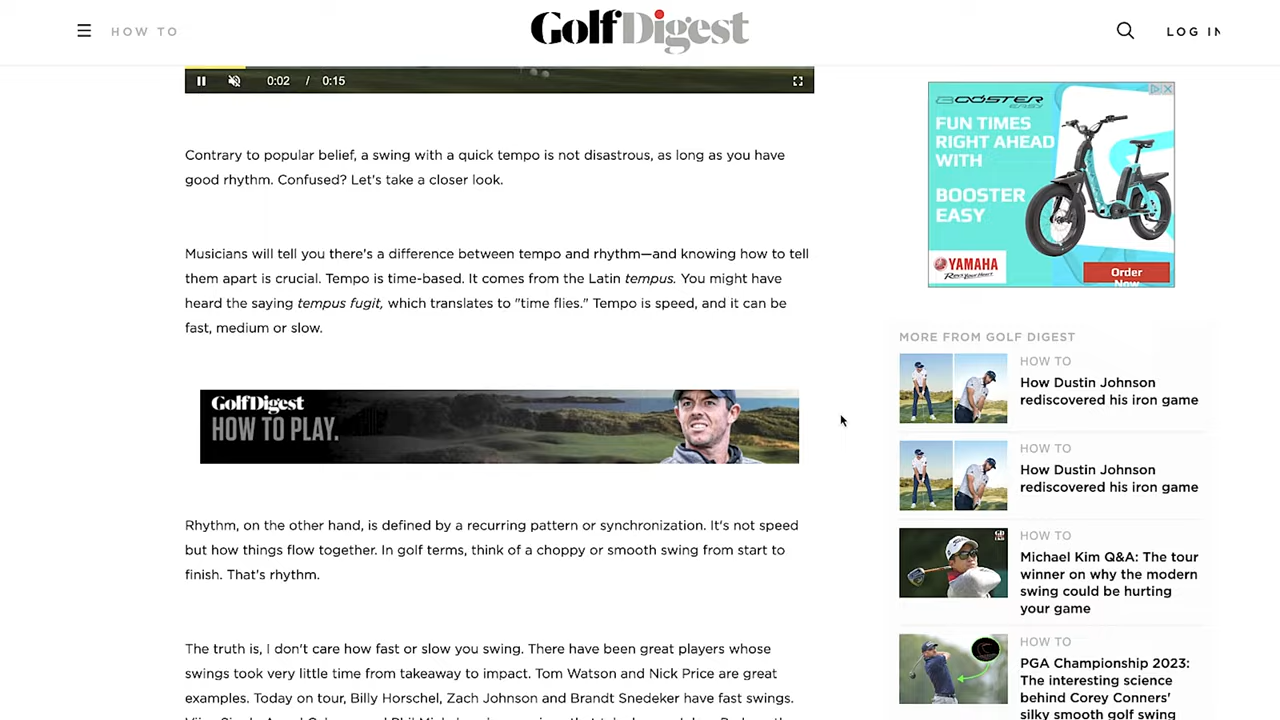 HOW TO
GolfDigest
LOG IN
0:02 / 0:15
Contrary to popular belief, a swing with a quick tempo is not disastrous, as long as you have
good rhythm. Confused? Let's take a closer look.
Musicians will tell you there's a difference between tempo and rhythm—and knowing how to tell
them apart is crucial. Tempo is time-based. It comes from the Latin tempus. You might have
heard the saying tempus fugit, which translates to "time flies." Tempo is speed, and it can be
fast, medium or slow.
GolfDigest
HOW TO PLAY.
Rhythm, on the other hand, is defined by a recurring pattern or synchronization. It's not speed
but how things flow together. In golf terms, think of a choppy or smooth swing from start to
finish. That's rhythm.
The truth is, I don't care how fast or slow you swing. There have been great players whose
swings took very little time from takeaway to impact. Tom Watson and Nick Price are great
examples. Today on tour, Billy Horschel, Zach Johnson and Brandt Snedeker have fast swings.
BOOSTER
EASY
FUN TIMES
RIGHT AHEAD
WITH
BOOSTER
EASY
YAMAHA
Revs Your Heart
Order
Now
MORE FROM GOLF DIGEST
HOW TO
How Dustin Johnson
rediscovered his iron game
HOW TO
How Dustin Johnson
rediscovered his iron game
HOW TO
Michael Kim Q&A: The tour
winner on why the modern
swing could be hurting
your game
HOW TO
PGA Championship 2023:
The interesting science
behind Corey Conners'
silky smooth golf swing